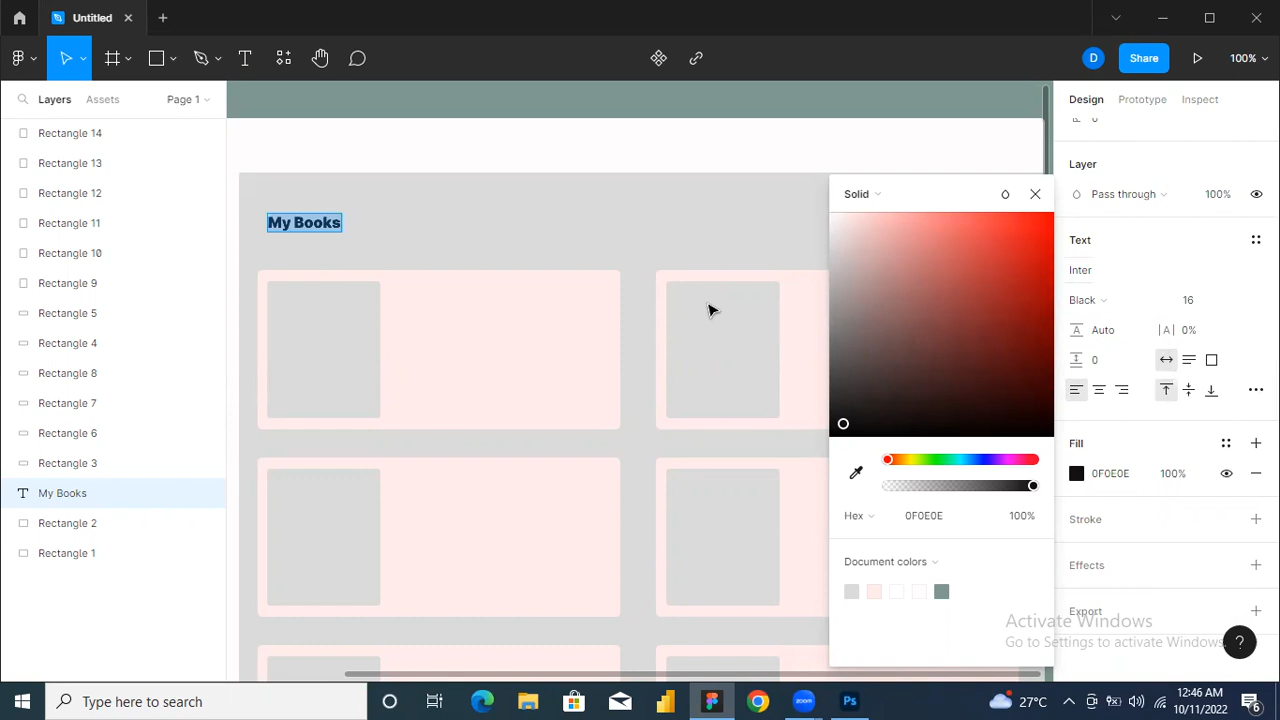 Untitled
D
Share
100%
Layers
Assets
Page 1
Design
Prototype
Inspect
Rectangle 14
Rectangle 13
Rectangle 12
Rectangle 11
Rectangle 10
Rectangle 9
Rectangle 5
Rectangle 4
Rectangle 8
Rectangle 7
Rectangle 6
Rectangle 3
My Books
Rectangle 2
Rectangle 1
My Books
Solid
Hex
0F0E0E
100%
Document colors
Layer
Pass through
100%
Text
Inter
Black
16
Auto
|A| 0%
0
Fill
0F0E0E
100%
Stroke
Effects
Export
Activate Windows
Go to Settings to activate Windows.
?
Type here to search
zoom
Ps
27°C
12:46 AM
10/11/2022
6